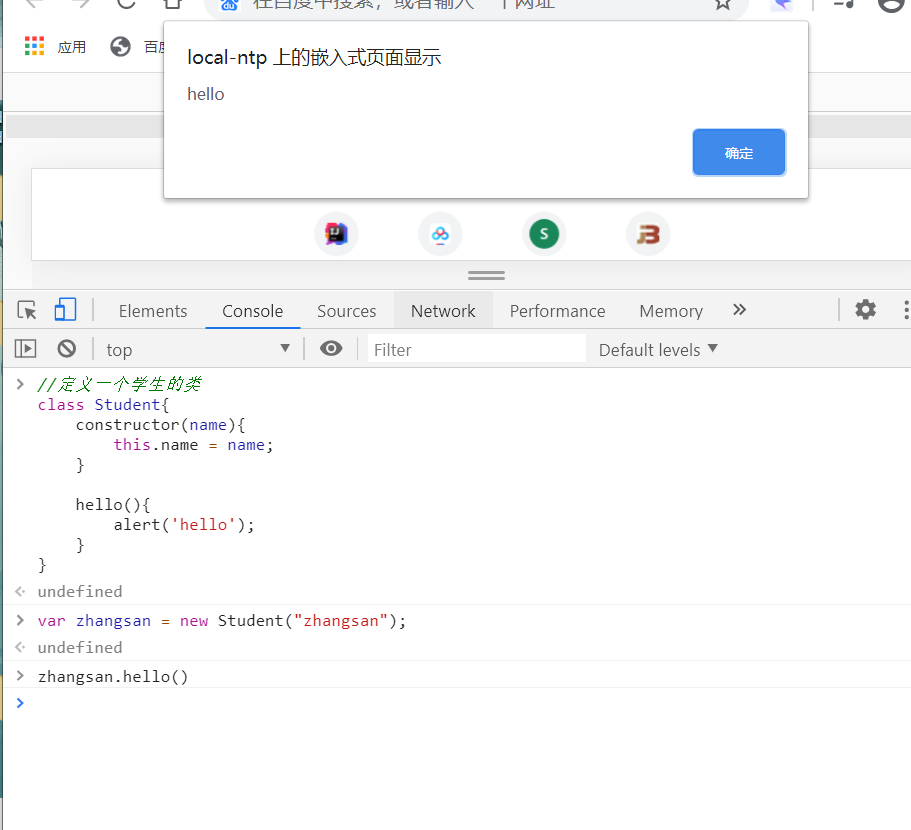 在百度中搜索，或者输入一个网址
应用
百度
local-ntp 上的嵌入式页面显示
hello
确定
S
Elements Console Sources Network Performance Memory »
top Filter Default levels
//定义一个学生的类
class Student{
constructor(name){
this.name = name;
}
hello(){
alert('hello');
}
}
undefined
var zhangsan = new Student("zhangsan");
undefined
zhangsan.hello()